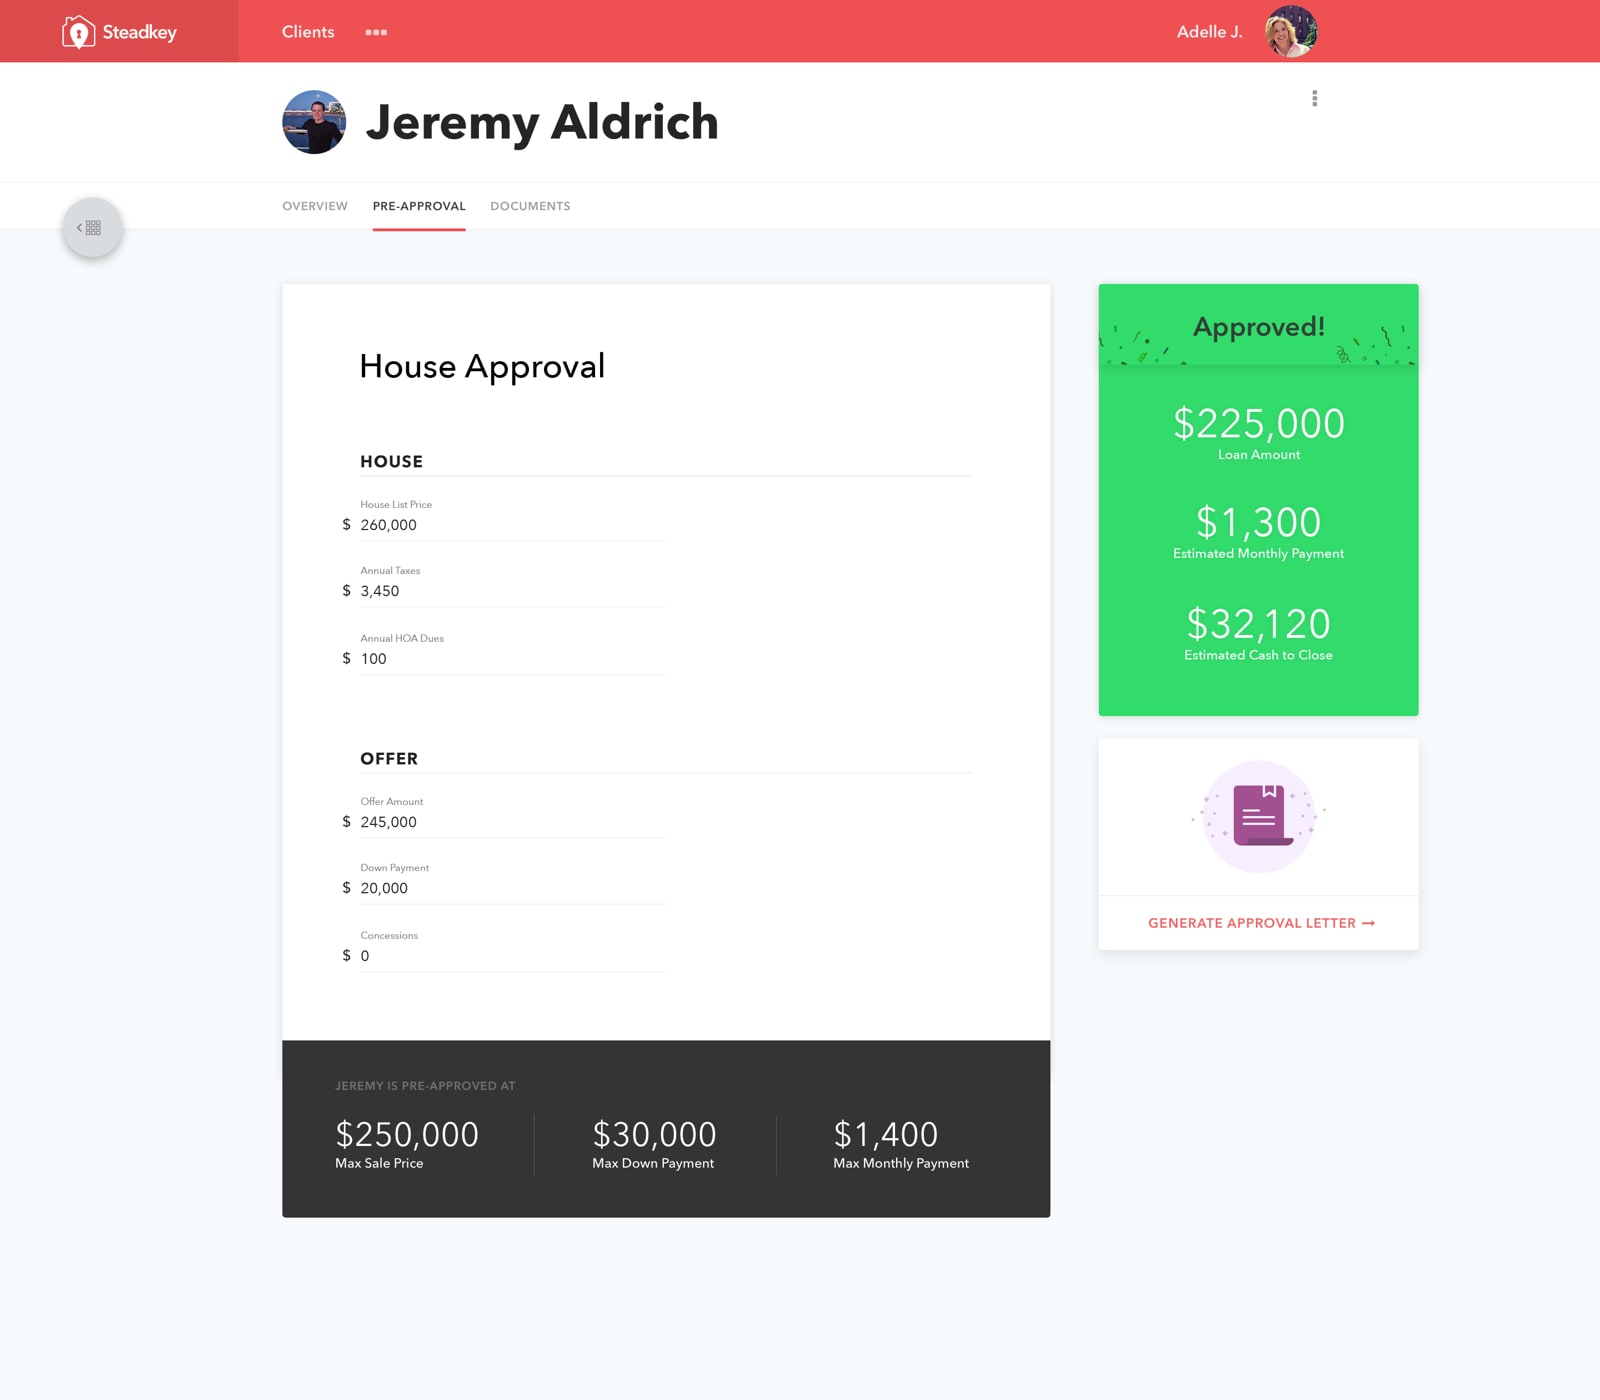 Steadkey
Clients
Adelle J.
Jeremy Aldrich
OVERVIEW PRE-APPROVAL DOCUMENTS
House Approval
HOUSE
House List Price
$ 260,000
Annual Taxes
$ 3,450
Annual HOA Dues
$ 100
OFFER
Offer Amount
$ 245,000
Down Payment
$ 20,000
Concessions
$ 0
JEREMY IS PRE-APPROVED AT
$250,000
Max Sale Price
$30,000
Max Down Payment
$1,400
Max Monthly Payment
Approved!
$225,000
Loan Amount
$1,300
Estimated Monthly Payment
$32,120
Estimated Cash to Close
GENERATE APPROVAL LETTER →